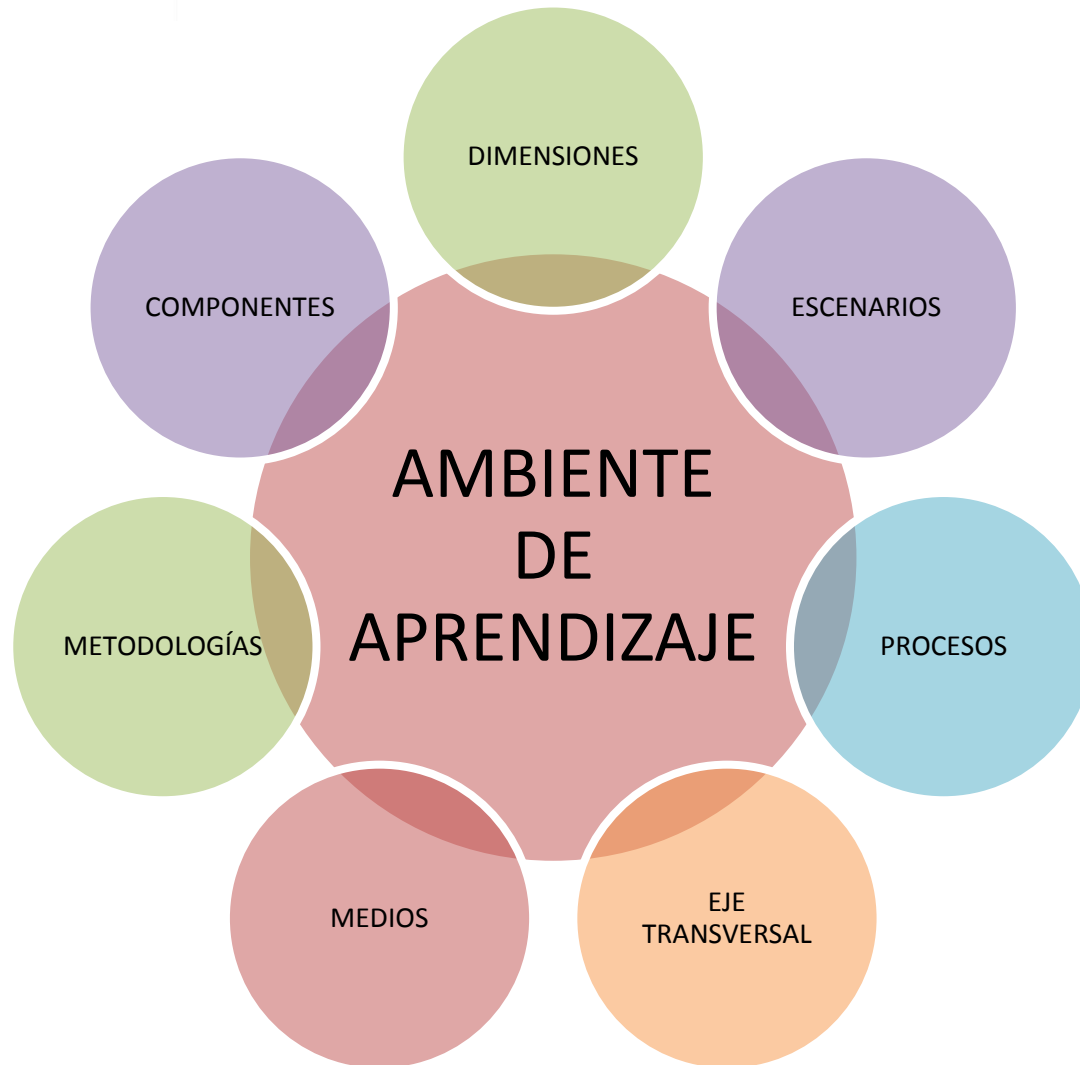 DIMENSIONES
COMPONENTES
ESCENARIOS
AMBIENTE
DE
APRENDIZAJE
METODOLOGÍAS
PROCESOS
MEDIOS
EJE
TRANSVERSAL